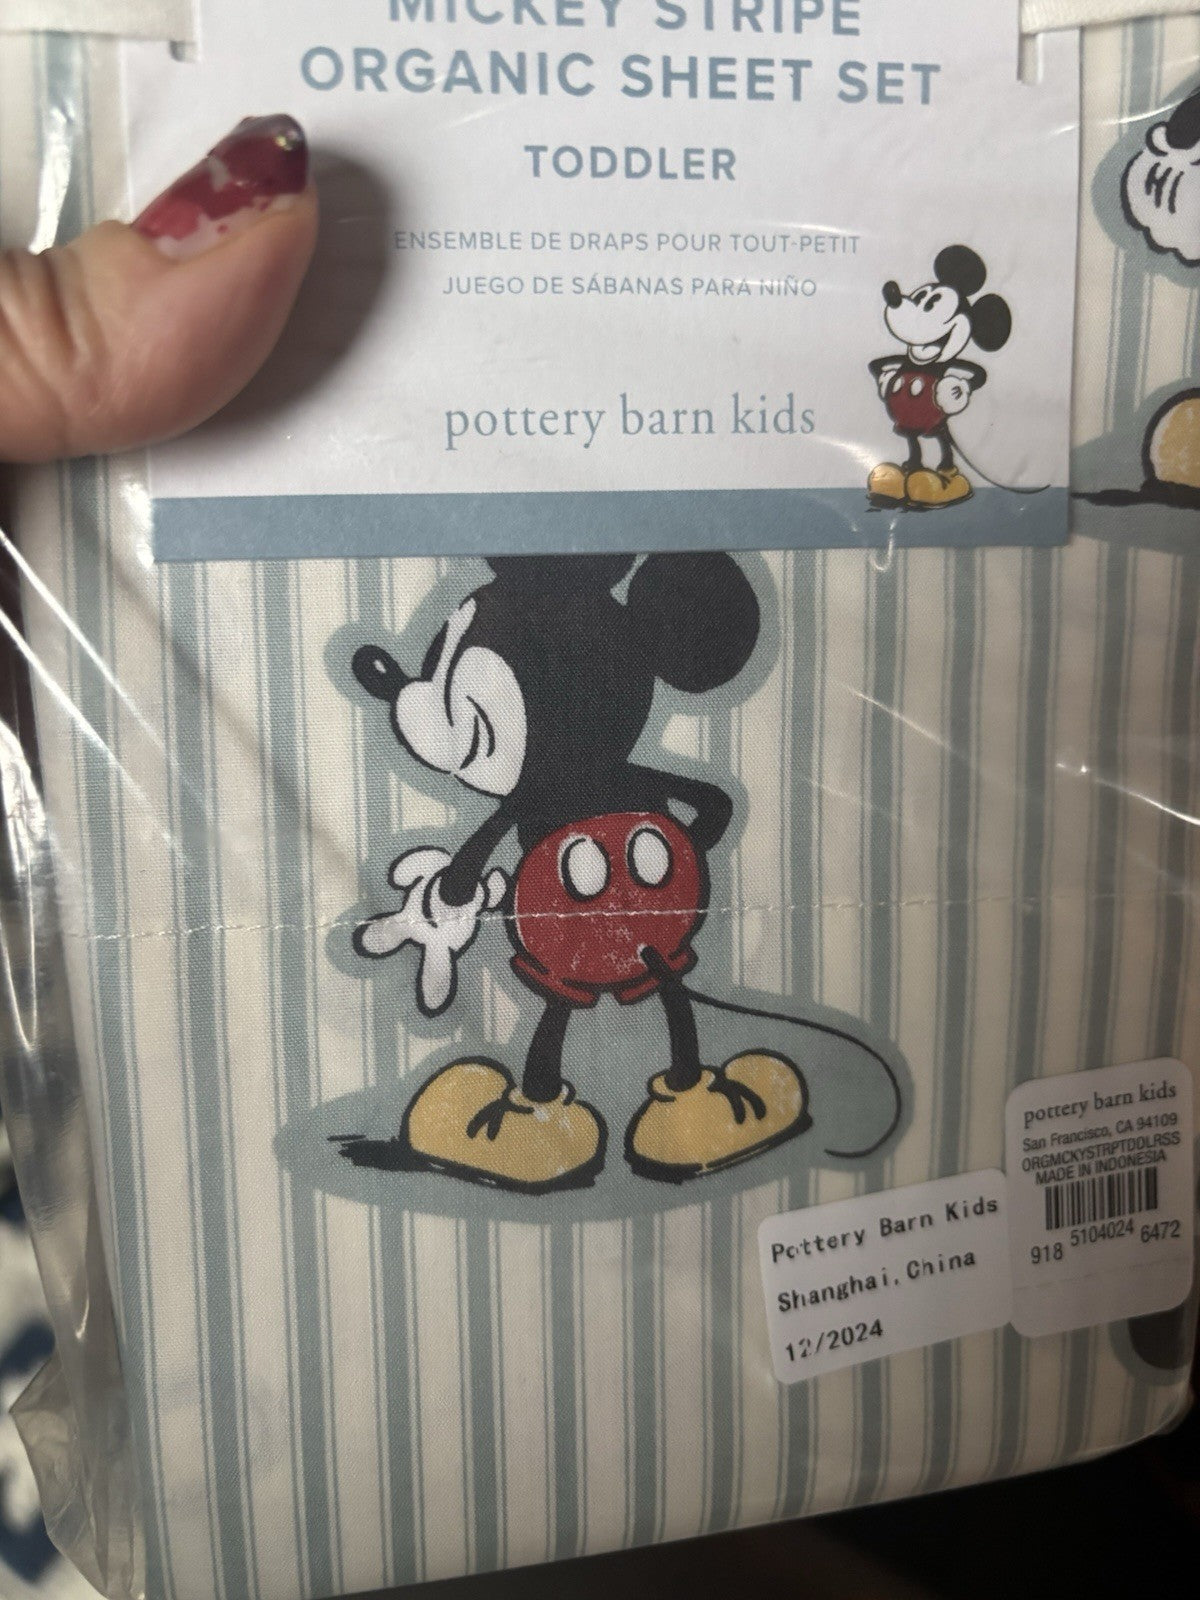 MICKEY STRIPE
ORGANIC SHEET SET
TODDLER
ENSEMBLE DE DRAPS POUR TOUT-PETIT
JUEGO DE SÁBANAS PARA NIÑO
pottery barn kids
pottery barn kids
San Francisco, CA 94109
ORGMCKYSTRPTDDLRSS
MADE IN INDONESIA
918 5104024 6472
Pottery Barn Kids
Shanghai, China
12/2024